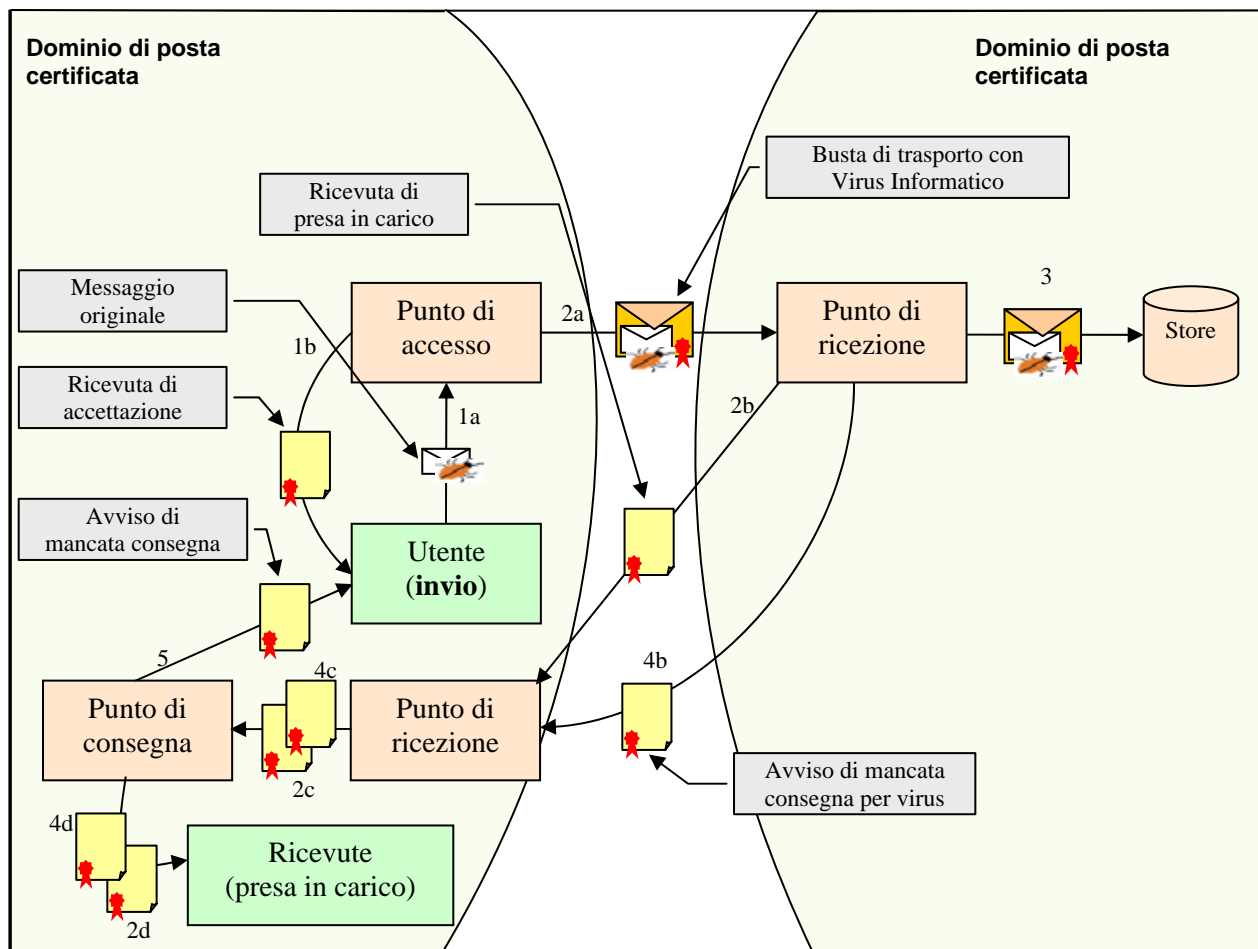 Dominio di posta
certificata
Dominio di posta
certificata
Busta di trasporto con
Virus Informatico
Ricevuta di
presa in carico
Messaggio
originale
Punto di
accesso
2a
Punto di
ricezione
3
Store
1b
Ricevuta di
accettazione
1a
2b
Avviso di
mancata consegna
Utente
(invio)
5
4c
4b
Punto di
consegna
Punto di
ricezione
2c
Avviso di mancata
consegna per virus
4d
Ricevute
(presa in carico)
2d